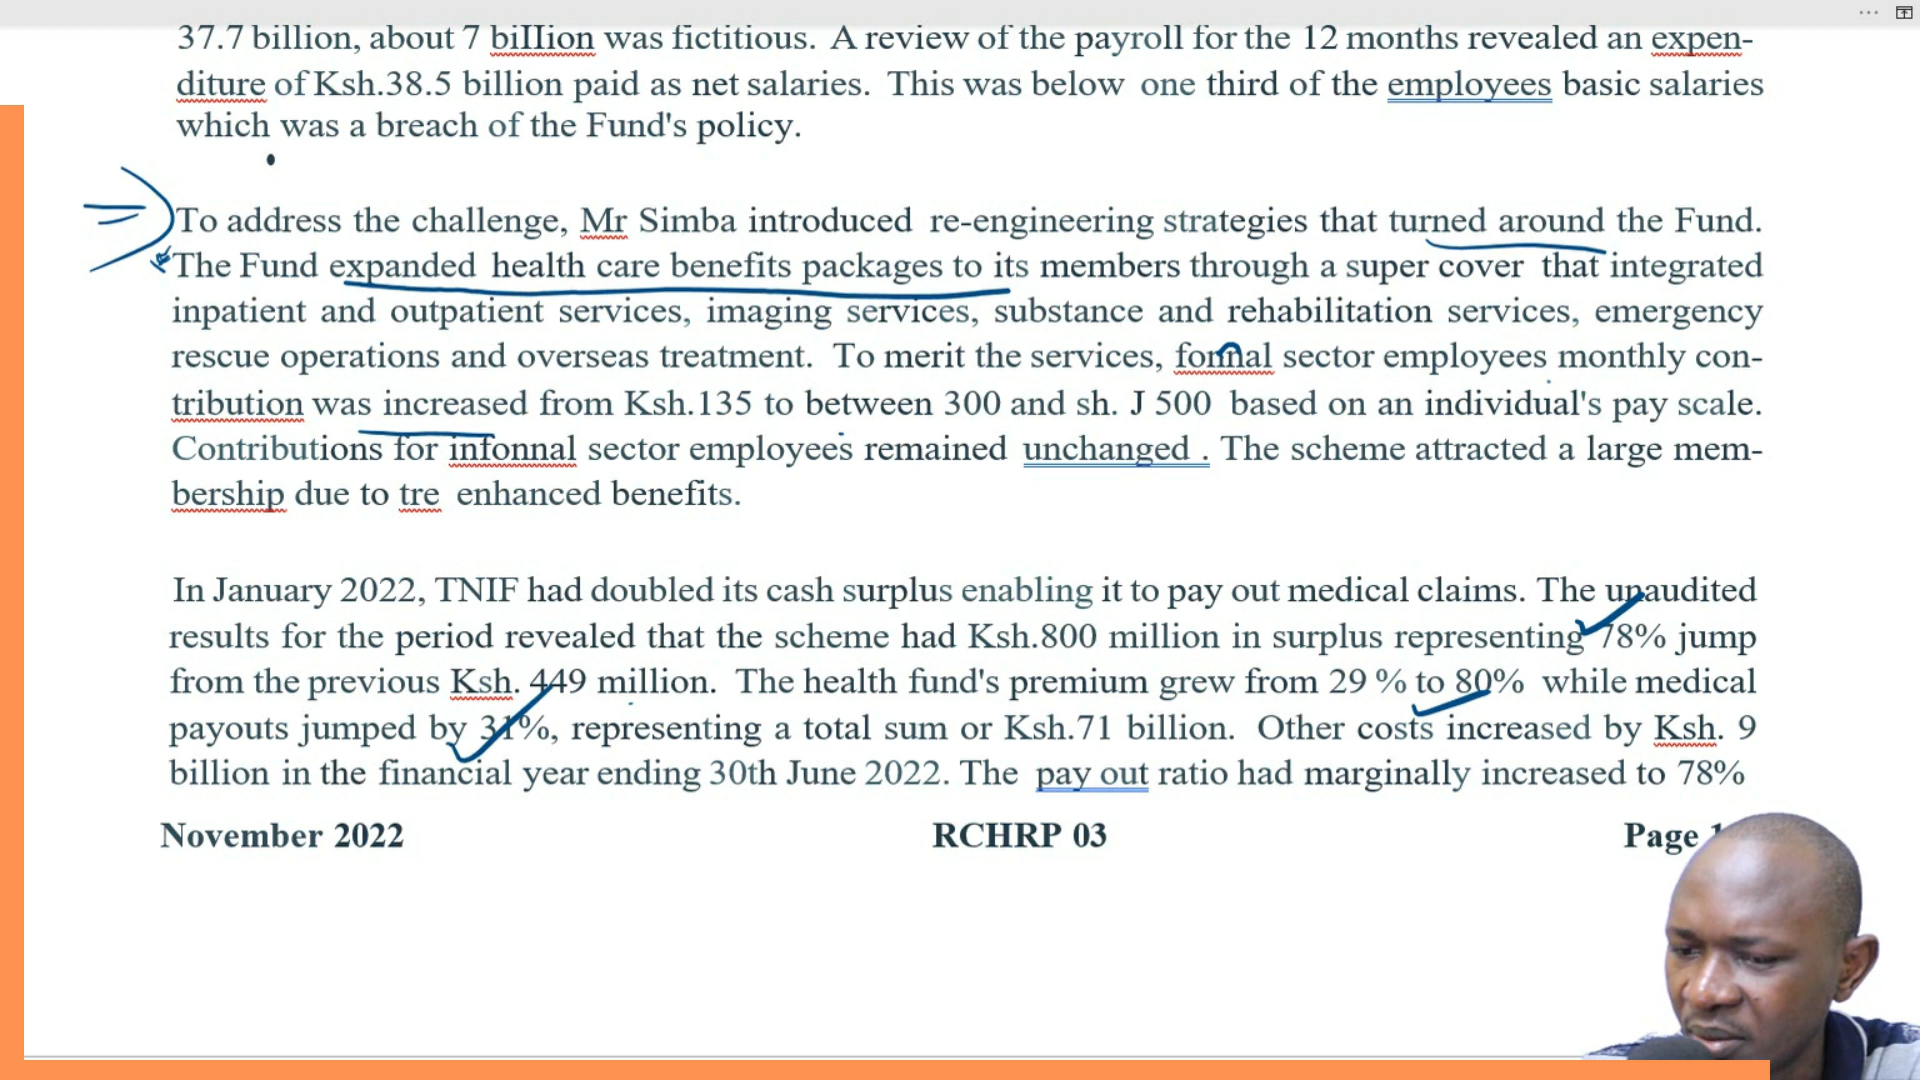 37.7 billion, about 7 biIIion was fictitious. A review of the payroll for the 12 months revealed an expen-
diture of Ksh.38.5 billion paid as net salaries. This was below one third of the employees basic salaries
which was a breach of the Fund's policy.
To address the challenge, Mr Simba introduced re-engineering strategies that turned around the Fund.
The Fund expanded health care benefits packages to its members through a super cover that integrated
inpatient and outpatient services, imaging services, substance and rehabilitation services, emergency
rescue operations and overseas treatment. To merit the services, fonnal sector employees monthly con-
tribution was increased from Ksh.135 to between 300 and sh. J 500 based on an individual's pay scale.
Contributions for infonnal sector employees remained unchanged . The scheme attracted a large mem-
bership due to tre enhanced benefits.
In January 2022, TNIF had doubled its cash surplus enabling it to pay out medical claims. The unaudited
results for the period revealed that the scheme had Ksh.800 million in surplus representing 78% jump
from the previous Ksh. 449 million. The health fund's premium grew from 29 % to 80% while medical
payouts jumped by 31%, representing a total sum or Ksh.71 billion. Other costs increased by Ksh. 9
billion in the financial year ending 30th June 2022. The pay out ratio had marginally increased to 78%
November 2022 RCHRP 03 Page